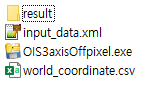 result
input_data.xml
OIS3axisOffpixel.exe
world_coordinate.csv